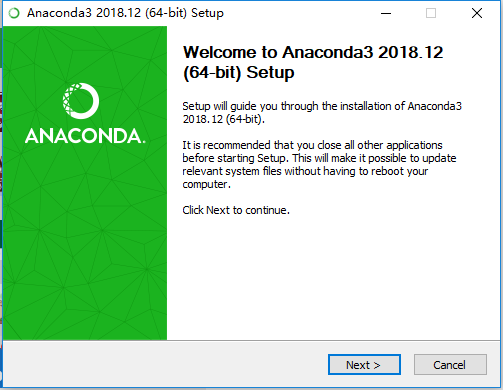 Anaconda3 2018.12 (64-bit) Setup
Welcome to Anaconda3 2018.12
(64-bit) Setup
Setup will guide you through the installation of Anaconda3
2018.12 (64-bit).
It is recommended that you close all other applications
before starting Setup. This will make it possible to update
relevant system files without having to reboot your
computer.
Click Next to continue.
ANACONDA.
Next >
Cancel